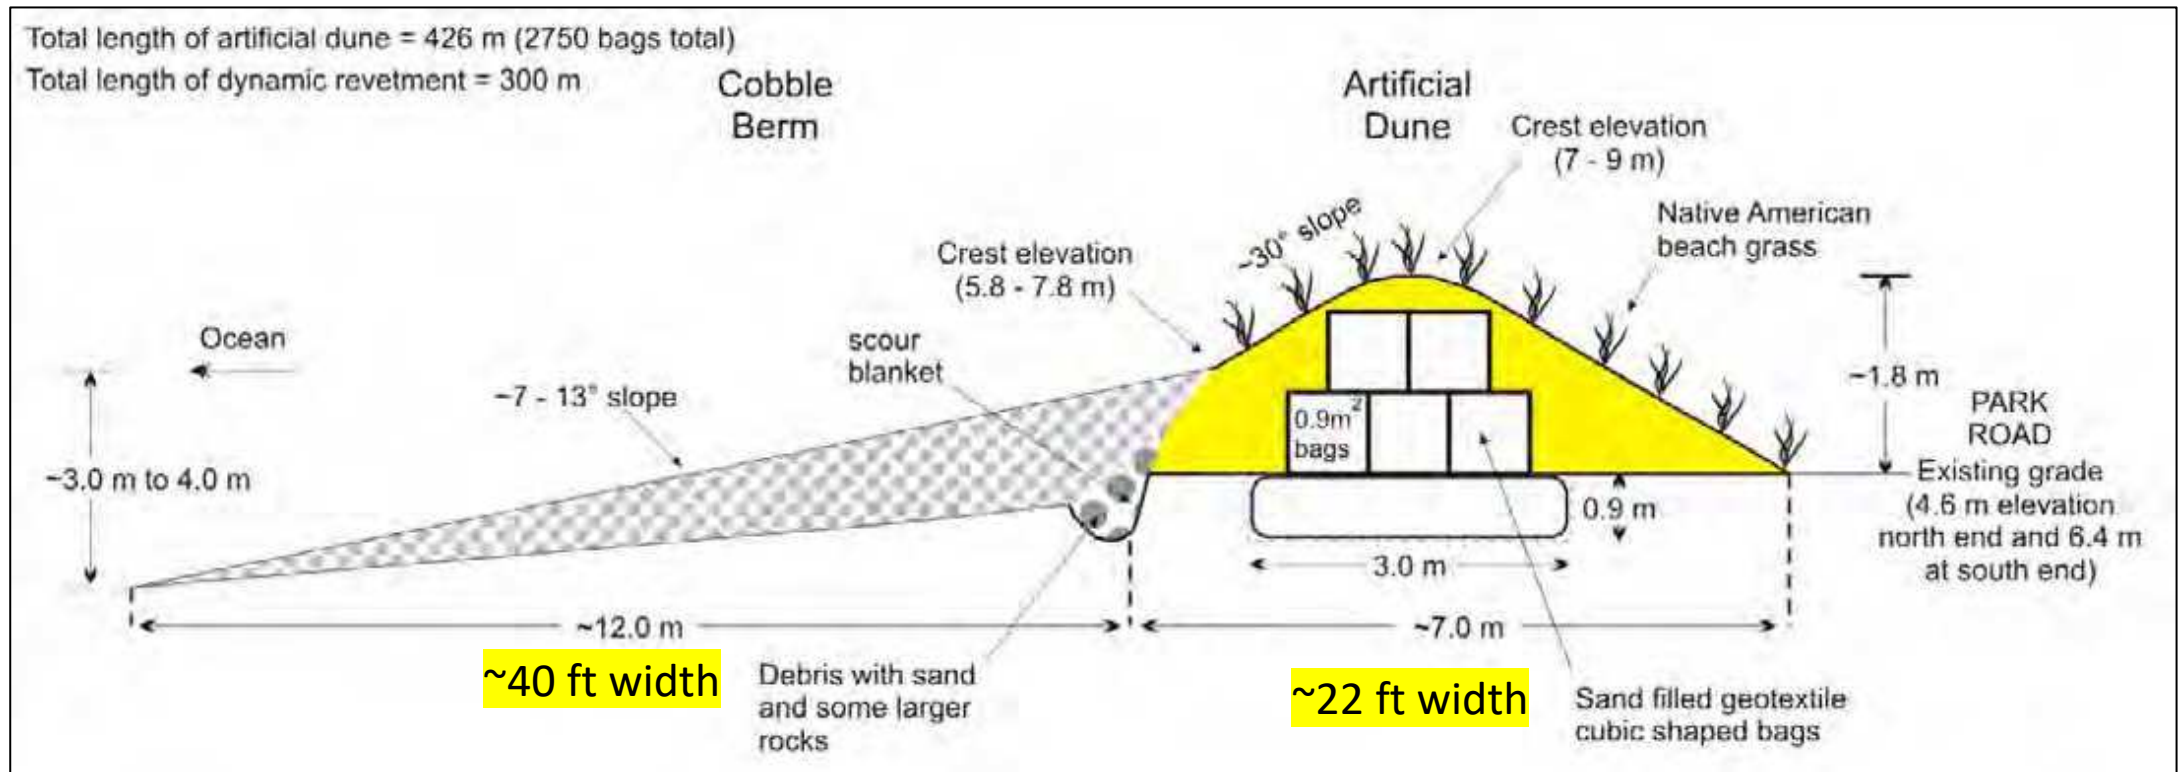 Total length of artificial dune = 426 m (2750 bags total)
Total length of dynamic revetment = 300 m
Cobble
Berm
Artificial
Dune
Crest elevation
(7 - 9 m)
Native American
beach grass
~30° slope
Crest elevation
(5.8 - 7.8 m)
Ocean
scour
blanket
~7 - 13° slope
~1.8 m
PARK
ROAD
0.9m²
bags
~3.0 m to 4.0 m
Existing grade
(4.6 m elevation
north end and 6.4 m
at south end)
0.9 m
3.0 m
~12.0 m
~7.0 m
~40 ft width
Debris with sand
and some larger
rocks
~22 ft width
Sand filled geotextile
cubic shaped bags